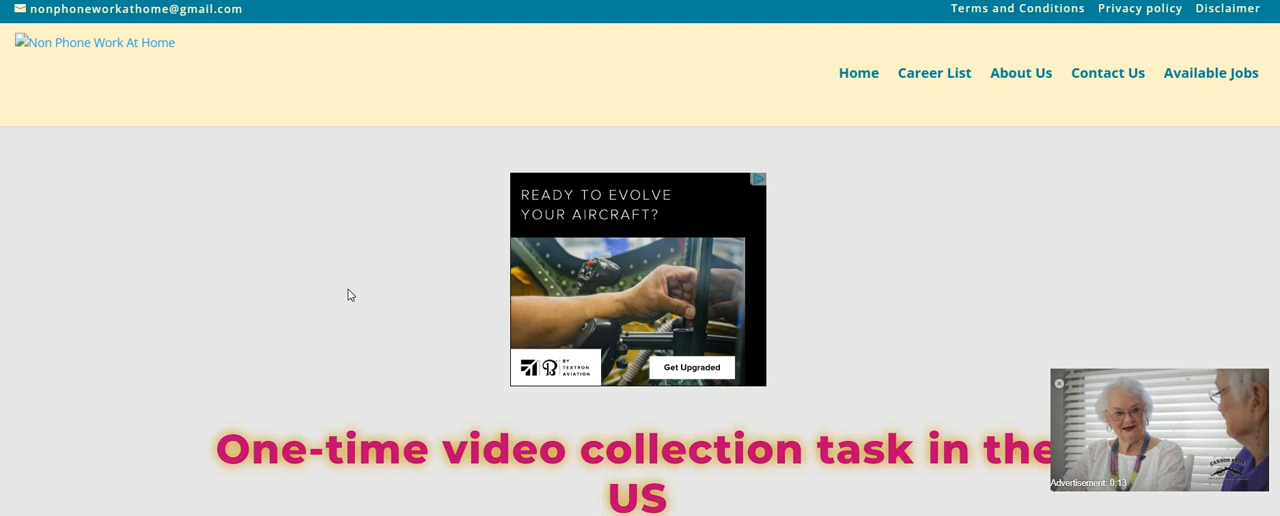 nonphoneworkathome@gmail.com
Terms and Conditions Privacy policy Disclaimer
Non Phone Work At Home
Home Career List About Us Contact Us Available Jobs
READY TO EVOLVE
YOUR AIRCRAFT?
BY
TEXTRON
AVIATION
Get Upgraded
One-time video collection task in the
US
Advertisement: 0:13